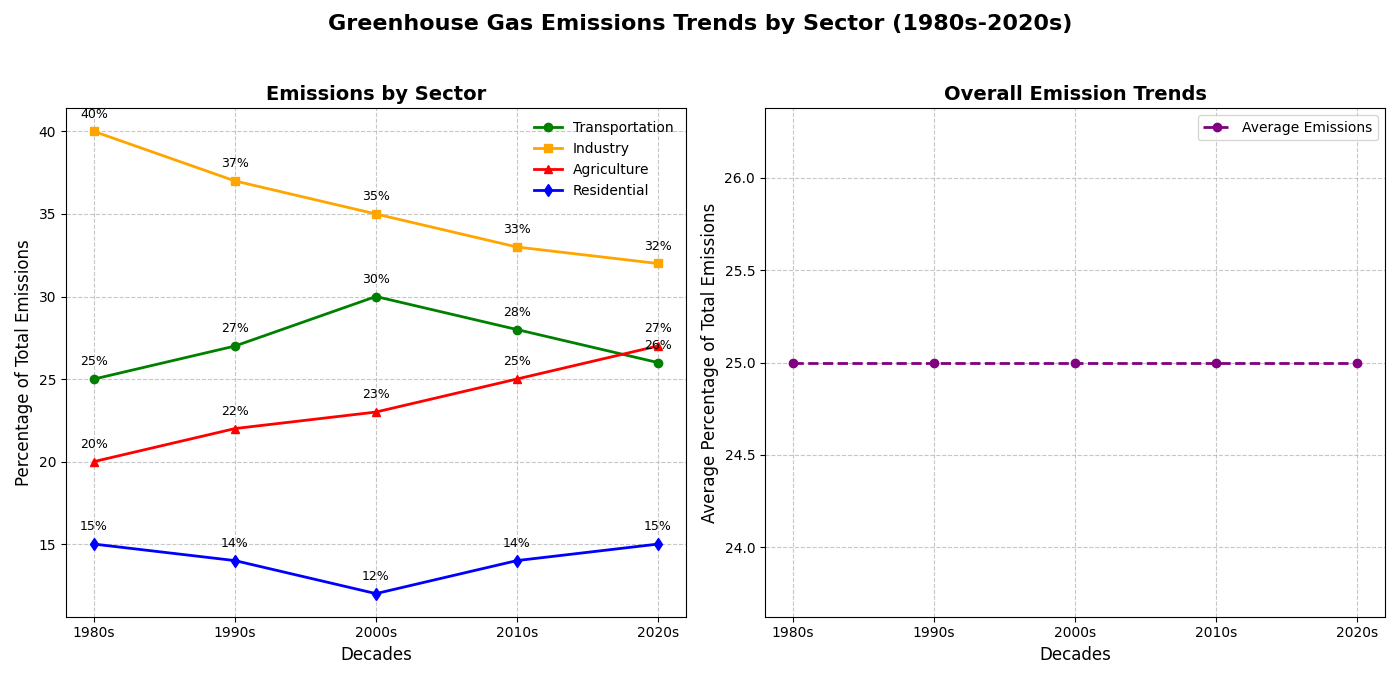 Greenhouse Gas Emissions Trends by Sector (1980s-2020s)
Emissions by Sector
Percentage of Total Emissions
40
35
30
25
20
15
40%
37%
35%
33%
32%
25%
27%
30%
28%
26%
20%
22%
23%
25%
27%
15%
14%
12%
14%
15%
Transportation
Industry
Agriculture
Residential
1980s
1990s
2000s
2010s
2020s
Decades
Overall Emission Trends
Average Percentage of Total Emissions
26.0
25.5
25.0
24.5
24.0
Average Emissions
1980s
1990s
2000s
2010s
2020s
Decades